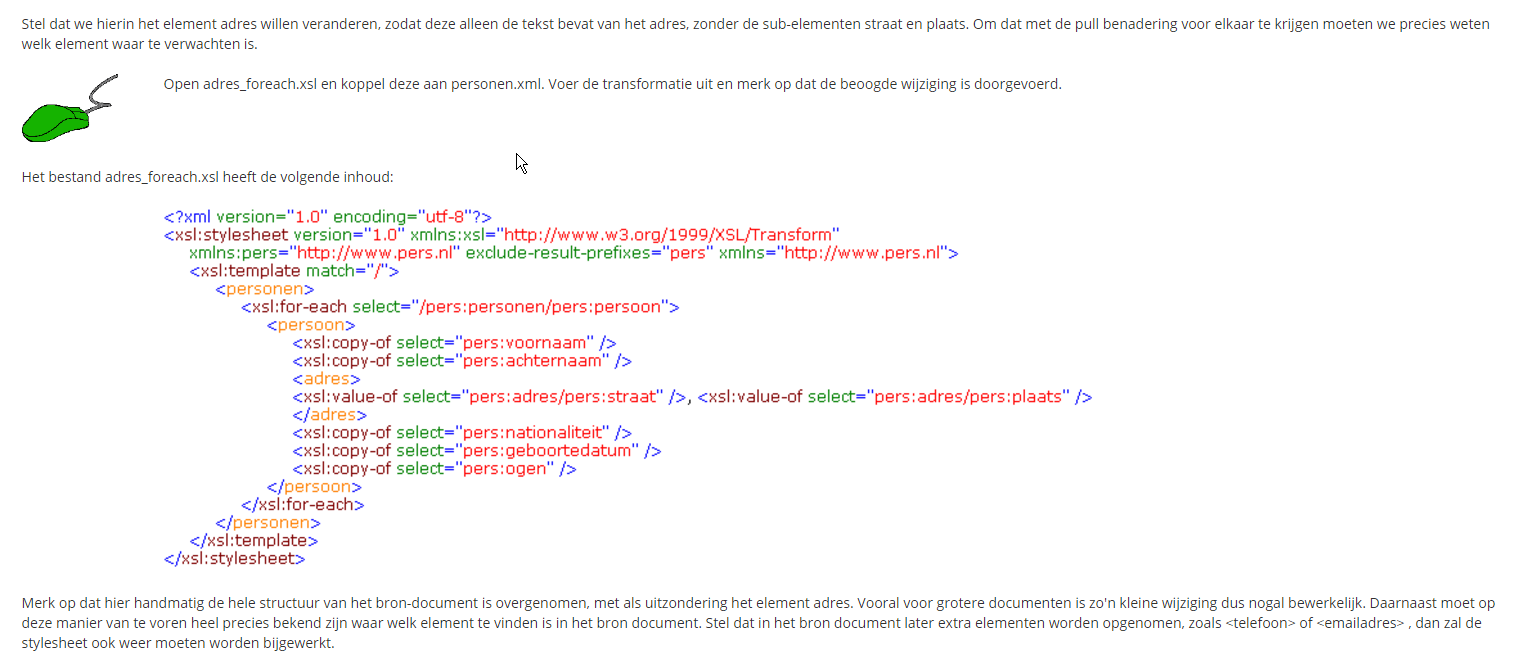 Stel dat we hierin het element adres willen veranderen, zodat deze alleen de tekst bevat van het adres, zonder de sub-elementen straat en plaats. Om dat met de pull benadering voor elkaar te krijgen moeten we precies weten
welk element waar te verwachten is.
Open adres_foreach.xsl en koppel deze aan personen.xml. Voer de transformatie uit en merk op dat de beoogde wijziging is doorgevoerd.
Het bestand adres_foreach.xsl heeft de volgende inhoud:
<?xml version="1.0" encoding="utf-8"?>
<xsl:stylesheet version="1.0" xmlns:xsl="http://www.w3.org/1999/XSL/Transform"
xmlns:pers="http://www.pers.nl" exclude-result-prefixes="pers" xmlns="http://www.pers.nl">
<xsl:template match="/">
<personen>
<xsl:for-each select="/pers:personen/pers:persoon">
<persoon>
<xsl:copy-of select="pers:voornaam" />
<xsl:copy-of select="pers:achternaam" />
<adres>
<xsl:value-of select="pers:adres/pers:straat" />, <xsl:value-of select="pers:adres/pers:plaats" />
</adres>
<xsl:copy-of select="pers:nationaliteit" />
<xsl:copy-of select="pers:geboortedatum" />
<xsl:copy-of select="pers:ogen" />
</persoon>
</xsl:for-each>
</personen>
</xsl:template>
</xsl:stylesheet>
Merk op dat hier handmatig de hele structuur van het bron-document is overgenomen, met als uitzondering het element adres. Vooral voor grotere documenten is zo'n kleine wijziging dus nogal bewerkelijk. Daarnaast moet op
deze manier van te voren heel precies bekend zijn waar welk element te vinden is in het bron document. Stel dat in het bron document later extra elementen worden opgenomen, zoals <telefoon> of <emailadres> , dan zal de
stylesheet ook weer moeten worden bijgewerkt.